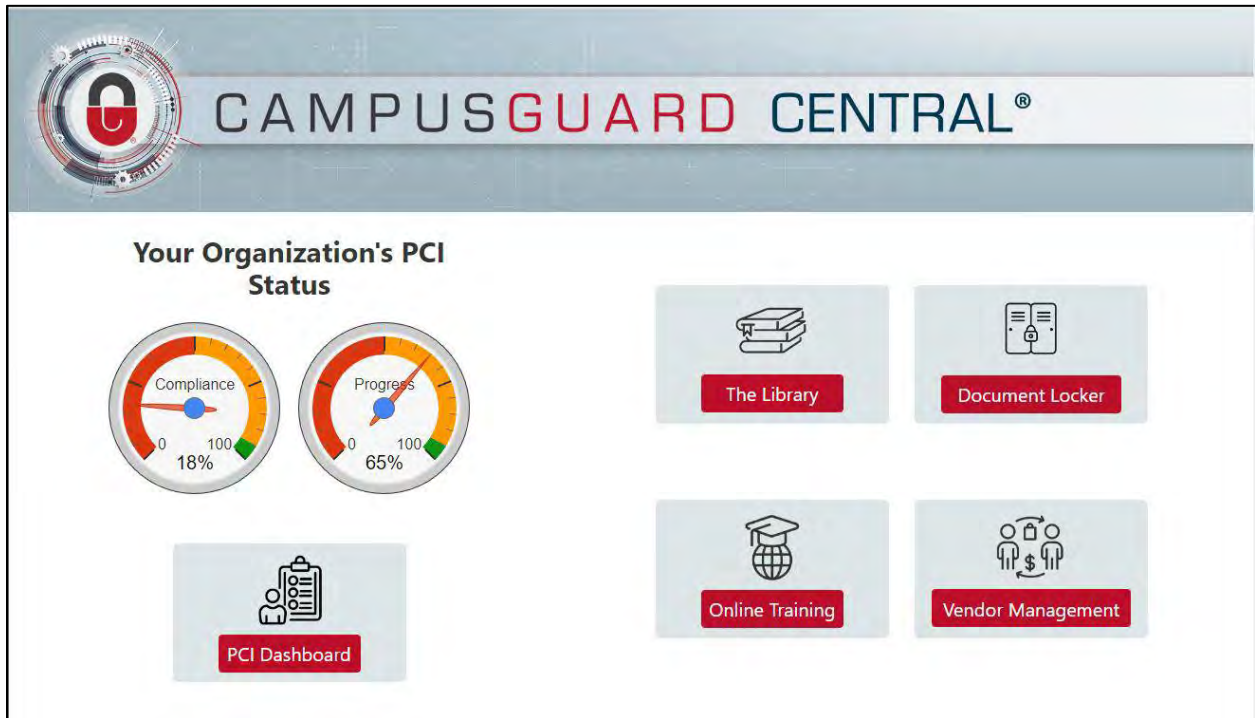 CAMPUSGUARD CENTRAL®
Your Organization's PCI
Status
Compliance
0 100
18%
Progress
0 100
65%
PCI Dashboard
The Library
Document Locker
Online Training
Vendor Management